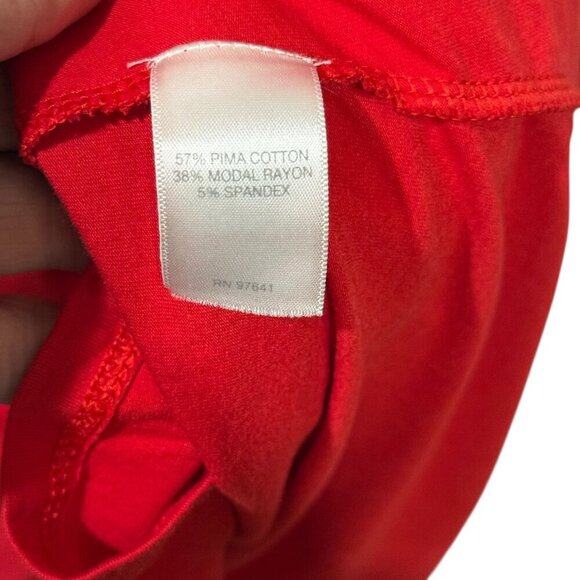 57% PIMA COTTON
38% MODAL RAYON
5% SPANDEX
RN 97641